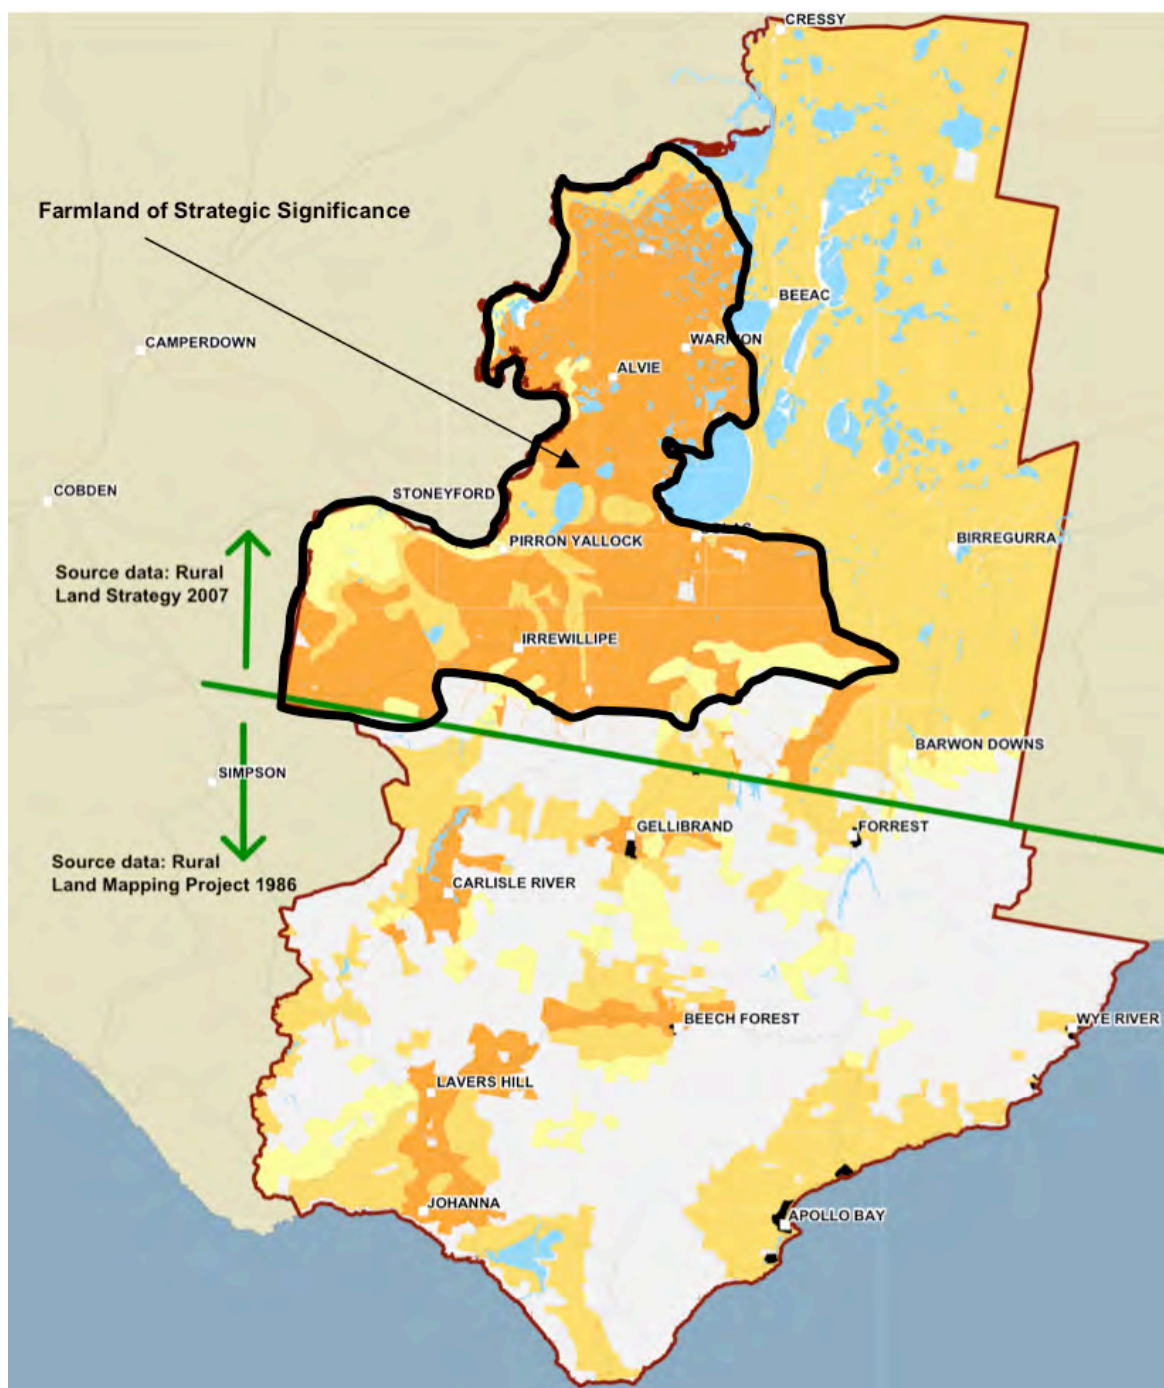 CRESSY
Farmland of Strategic Significance
BEEAC
CAMPERDOWN
ALVIE
COBDEN
STONEYFORD
PIRRON YALLOCK
BIRREGURRA
Source data: Rural
Land Strategy 2007
IRREWILLIPE
BARWON DOWNS
SIMPSON
GELLIBRAND
FORREST
Source data: Rural
Land Mapping Project 1986
CARLISLE RIVER
BEECH FOREST
WYE RIVER
LAVERS HILL
JOHANNA
APOLLO BAY